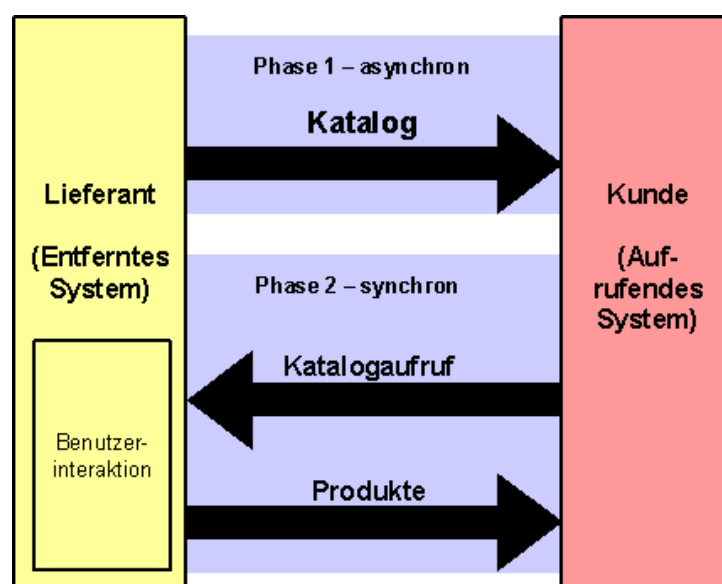 Phase 1 – asynchron
Katalog
Lieferant
(Entferntes
System)
Kunde
(Auf-
rufendes
System)
Phase 2 – synchron
Katalogaufruf
Benutzer-
interaktion
Produkte